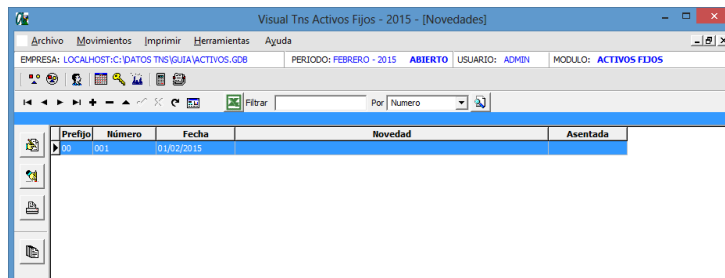 Visual Tns Activos Fijos - 2015 - [Novedades]
Archivo Movimientos Imprimir Herramientas Ayuda
EMPRESA: LOCALHOST:C:\DATOS TNS\GUIA\ACTIVOS.GDB PERIODO: FEBRERO - 2015 ABIERTO USUARIO: ADMIN MODULO: ACTIVOS FIJOS
Filtrar Por Numero
Prefijo Número Fecha Novedad Asentada
00 001 01/02/2015